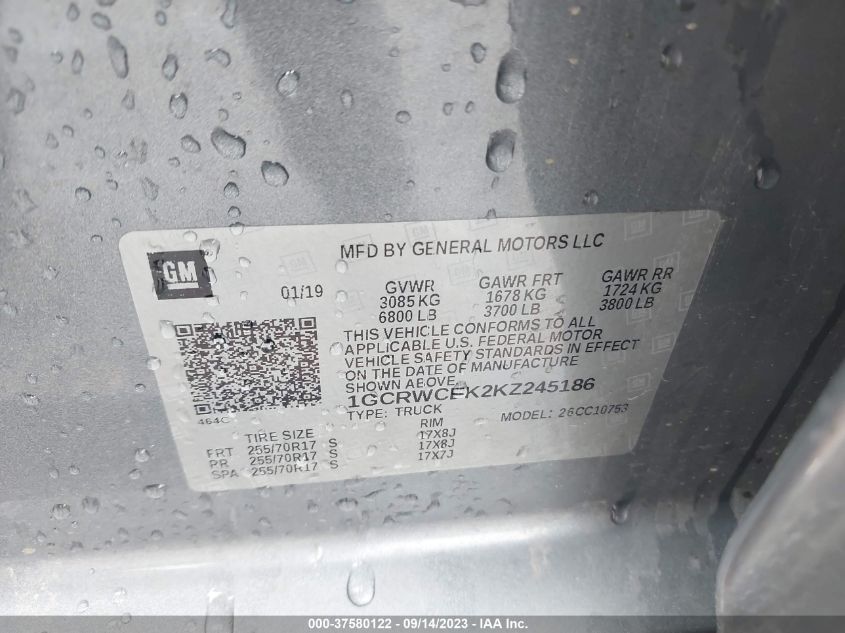 MFD BY GENERAL MOTORS LLC
GM
01/19
GVWR GAWR FRT GAWR RR
3085 KG 1678 KG 1724 KG
6800 LB 3700 LB 3800 LB
THIS VEHICLE CONFORMS TO ALL
APPLICABLE U.S. FEDERAL MOTOR
VEHICLE SAFETY STANDARDS IN EFFECT
ON THE DATE OF MANUFACTURE
SHOWN ABOVE.
1GCRWCEK2KZ245186
464C
TYPE: TRUCK MODEL: 26CC10753
TIRE SIZE RIM
FRT 255/70R17 S 17X8J
RR 255/70R17 S 17X8J
SPA 255/70R17 S 17X7J
000-37580122 - 09/14/2023 - IAA Inc.